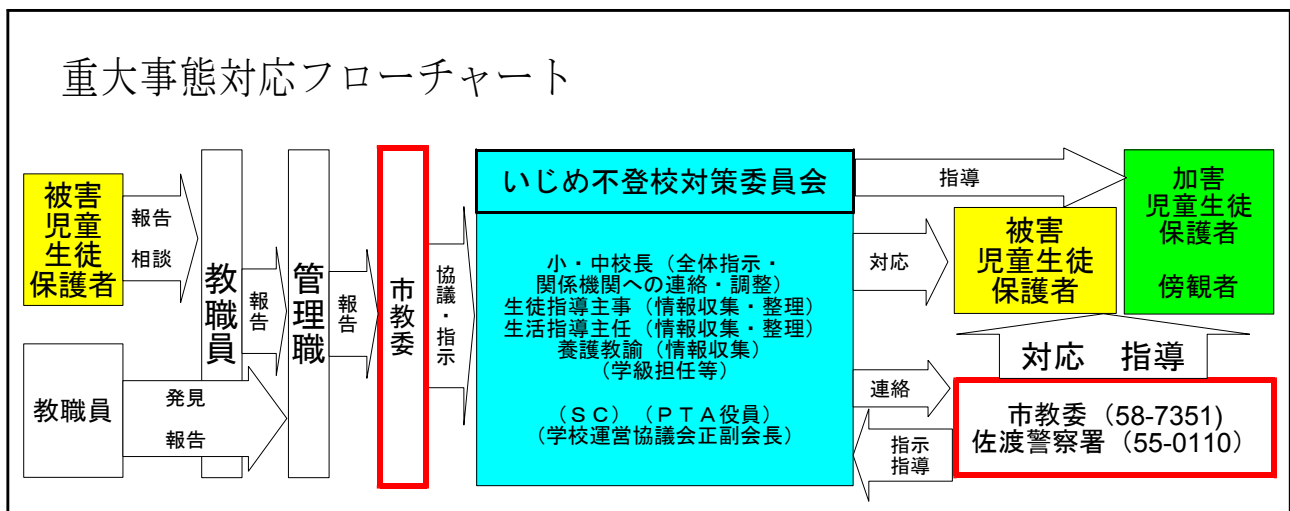 重大事態対応フローチャート
被害
児童
生徒
保護者
報告
相談
教職員
発見
報告
教職員
報告
管理職
報告
市教委
協議・指示
いじめ不登校対策委員会
小・中校長（全体指示・
関係機関への連絡・調整）
生徒指導主事（情報収集・整理）
生活指導主任（情報収集・整理）
養護教諭（情報収集）
（学級担任等）
（ＳＣ）（ＰＴＡ役員）
（学校運営協議会正副会長）
指導
対応
連絡
指示
指導
被害
児童生徒
保護者
加害
児童生徒
保護者
傍観者
対応　指導
市教委（58-7351)
佐渡警察署（55-0110）